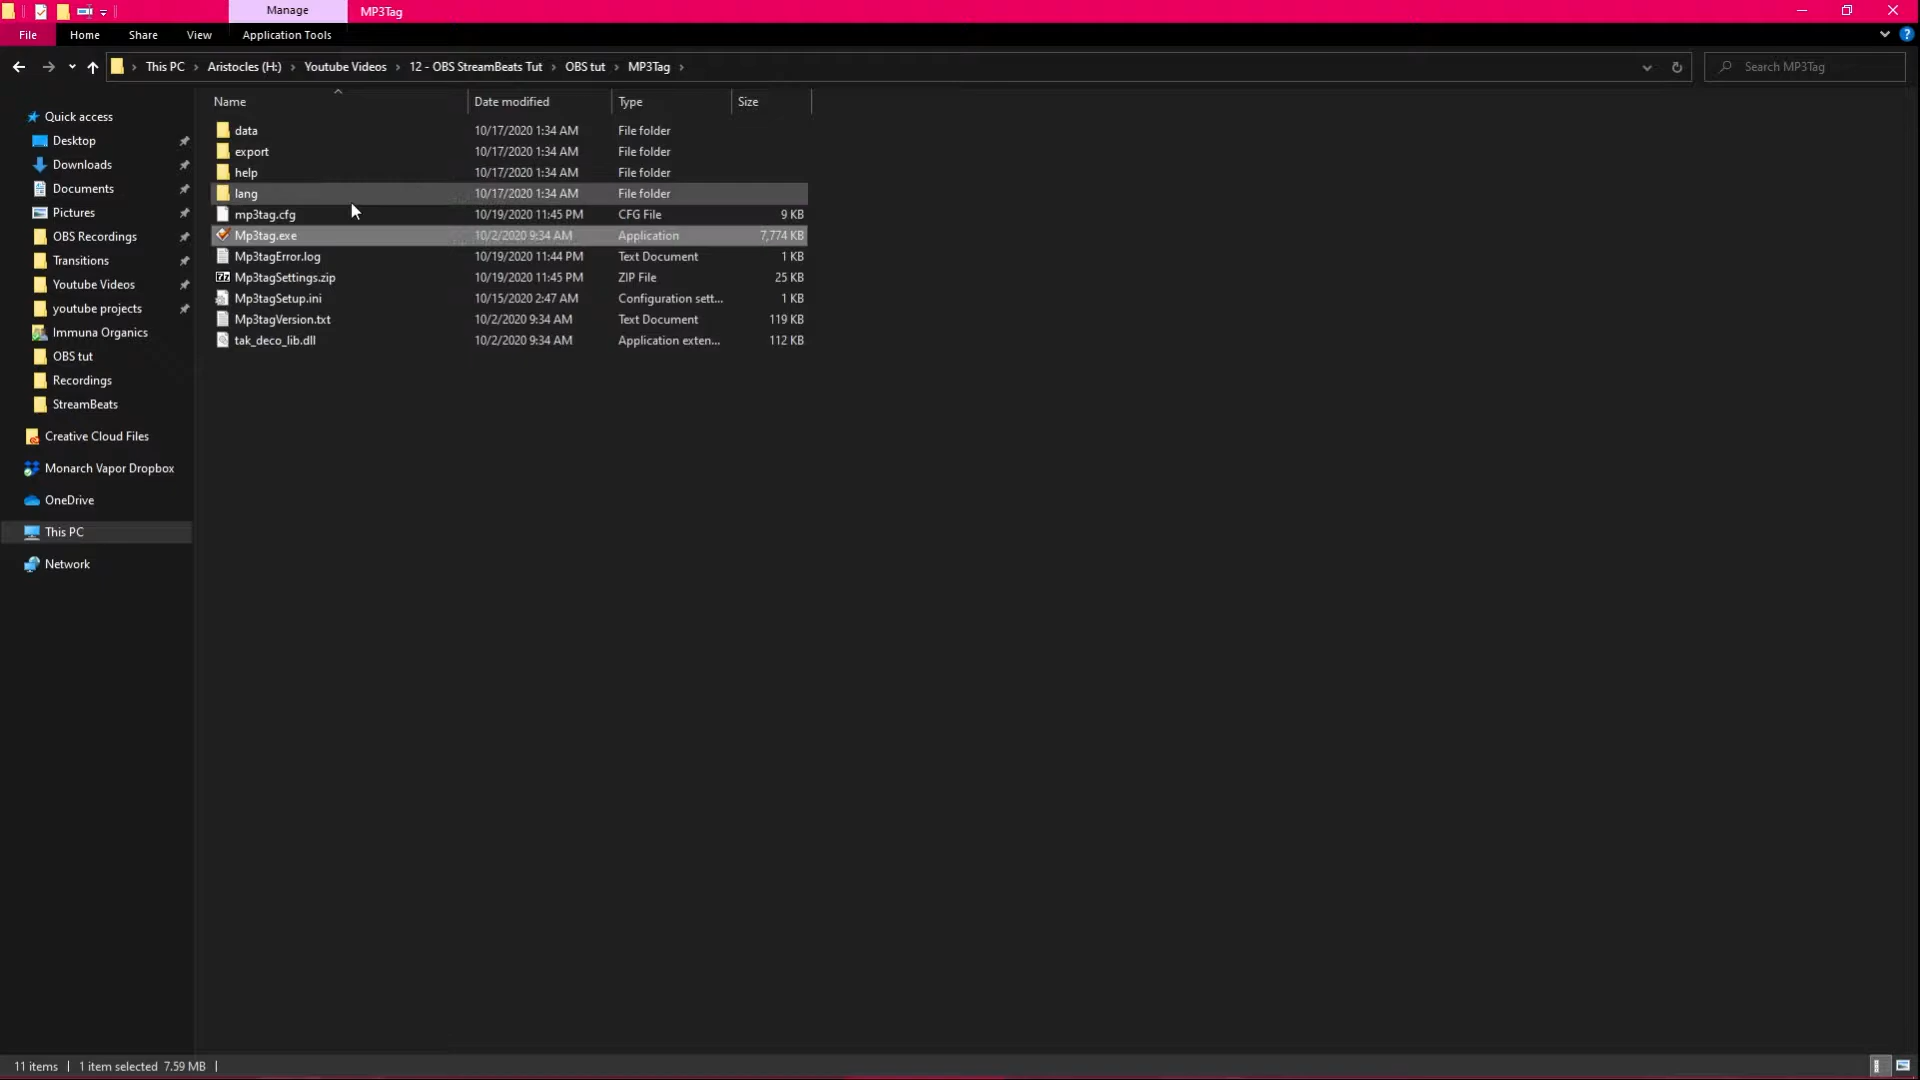 Manage MP3Tag
File Home Share View Application Tools
This PC Aristocles (H:) Youtube Videos 12 - OBS StreamBeats Tut OBS tut MP3Tag Search MP3Tag
Name Date modified Type Size
Quick access
Desktop
Downloads
Documents
Pictures
OBS Recordings
Transitions
Youtube Videos
youtube projects
Immuna Organics
OBS tut
Recordings
StreamBeats
Creative Cloud Files
Monarch Vapor Dropbox
OneDrive
This PC
Network
data 10/17/2020 1:34 AM File folder
export 10/17/2020 1:34 AM File folder
help 10/17/2020 1:34 AM File folder
lang 10/17/2020 1:34 AM File folder
mp3tag.cfg 10/19/2020 11:45 PM CFG File 9 KB
Mp3tag.exe 10/2/2020 9:34 AM Application 7,774 KB
Mp3tagError.log 10/19/2020 11:44 PM Text Document 1 KB
Mp3tagSettings.zip 10/19/2020 11:45 PM ZIP File 25 KB
Mp3tagSetup.ini 10/15/2020 2:47 AM Configuration sett... 1 KB
Mp3tagVersion.txt 10/2/2020 9:34 AM Text Document 119 KB
tak_deco_lib.dll 10/2/2020 9:34 AM Application exten... 112 KB
11 items 1 item selected 7.59 MB